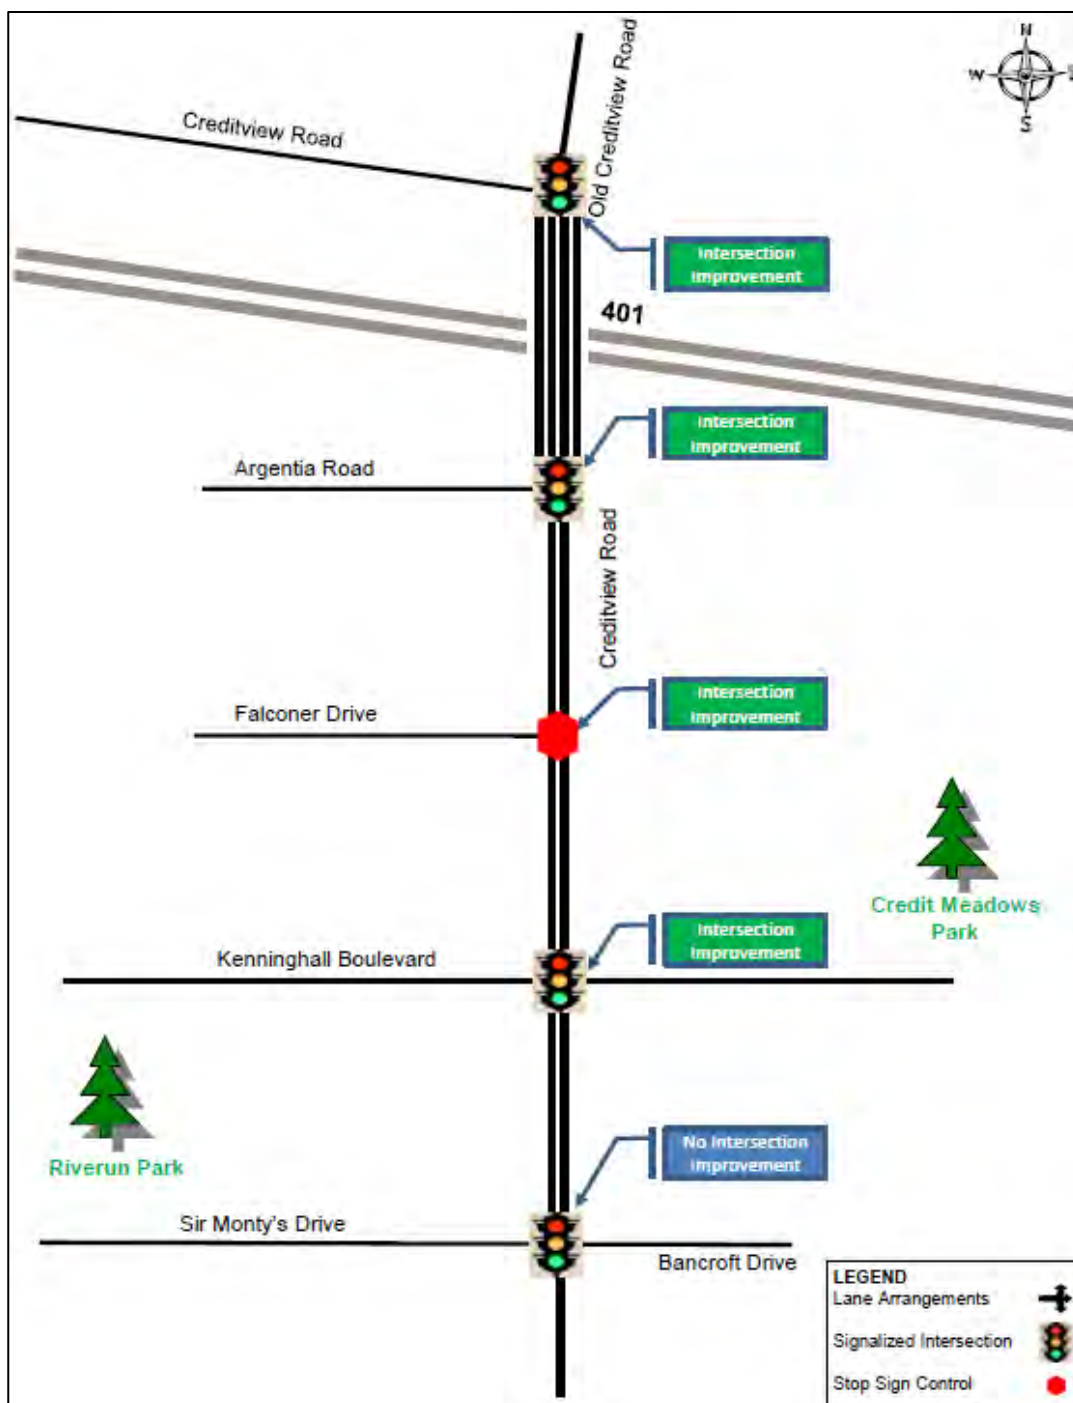 N
W
S
Old Creditview Road
Creditview Road
Intersection
Improvement
401
Intersection
Improvement
Argentia Road
Creditview Road
Intersection
Improvement
Falconer Drive
Credit Meadows
Park
Intersection
Improvement
Kenninghall Boulevard
No Intersection
Improvement
Riverun Park
Sir Monty's Drive
Bancroft Drive
LEGEND
Lane Arrangements
Signalized Intersection
Stop Sign Control